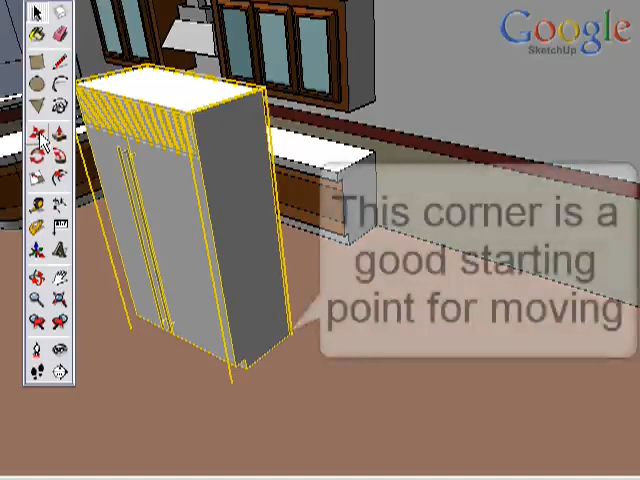 Google
SketchUp
This corner is a
good starting
point for moving